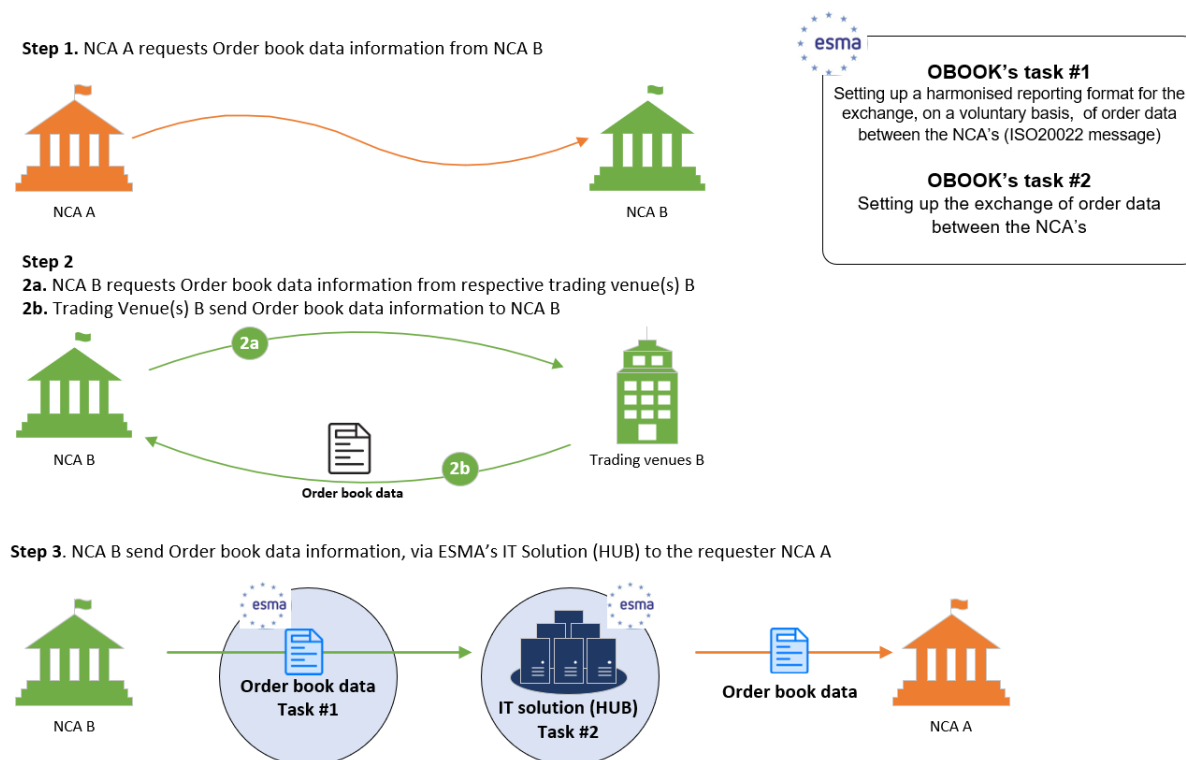 Step 1. NCA A requests Order book data information from NCA B
NCA A
NCA B
esma
OBOOK's task #1
Setting up a harmonised reporting format for the
exchange, on a voluntary basis, of order data
between the NCA's (ISO20022 message)
OBOOK's task #2
Setting up the exchange of order data
between the NCA's
Step 2
2a. NCA B requests Order book data information from respective trading venue(s) B
2b. Trading Venue(s) B send Order book data information to NCA B
2a
NCA B
Order book data
2b
Trading venues B
Step 3. NCA B send Order book data information, via ESMA's IT Solution (HUB) to the requester NCA A
NCA B
esma
Order book data
Task #1
esma
IT solution (HUB)
Task #2
Order book data
NCA A